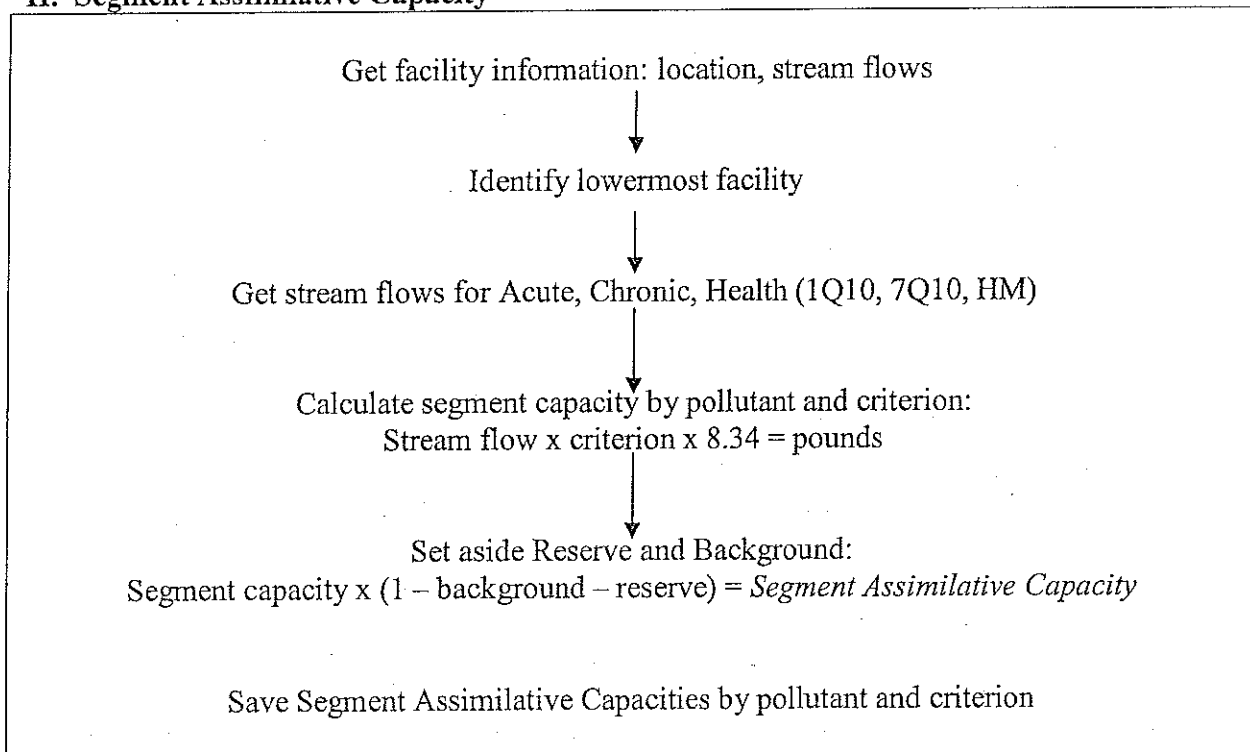 II. Segment Assimilative Capacity
Get facility information: location, stream flows
Identify lowermost facility
Get stream flows for Acute, Chronic, Health (1Q10, 7Q10, HM)
Calculate segment capacity by pollutant and criterion:
Stream flow x criterion x 8.34 = pounds
Set aside Reserve and Background:
Segment capacity x (1 – background – reserve) = Segment Assimilative Capacity
Save Segment Assimilative Capacities by pollutant and criterion